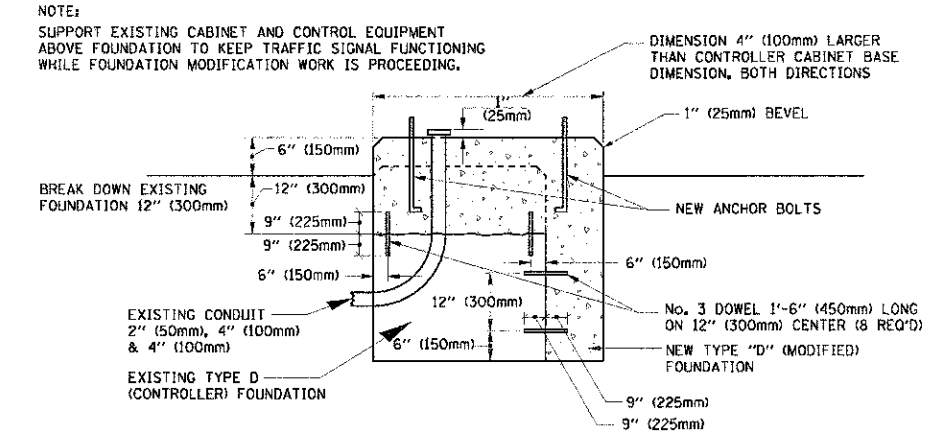 NOTE:
SUPPORT EXISTING CABINET AND CONTROL EQUIPMENT
ABOVE FOUNDATION TO KEEP TRAFFIC SIGNAL FUNCTIONING
WHILE FOUNDATION MODIFICATION WORK IS PROCEEDING.
DIMENSION 4" (100mm) LARGER
THAN CONTROLLER CABINET BASE
DIMENSION, BOTH DIRECTIONS
1"
(25mm)
1" (25mm) BEVEL
6" (150mm)
BREAK DOWN EXISTING
FOUNDATION 12" (300mm)
12" (300mm)
9" (225mm)
9" (225mm)
6" (150mm)
NEW ANCHOR BOLTS
6" (150mm)
12" (300mm)
6" (150mm)
EXISTING CONDUIT
2" (50mm), 4" (100mm)
& 4" (100mm)
EXISTING TYPE D
(CONTROLLER) FOUNDATION
No. 3 DOWEL 1'-6" (450mm) LONG
ON 12" (300mm) CENTER (8 REQ'D)
NEW TYPE "D" (MODIFIED)
FOUNDATION
9" (225mm)
9" (225mm)